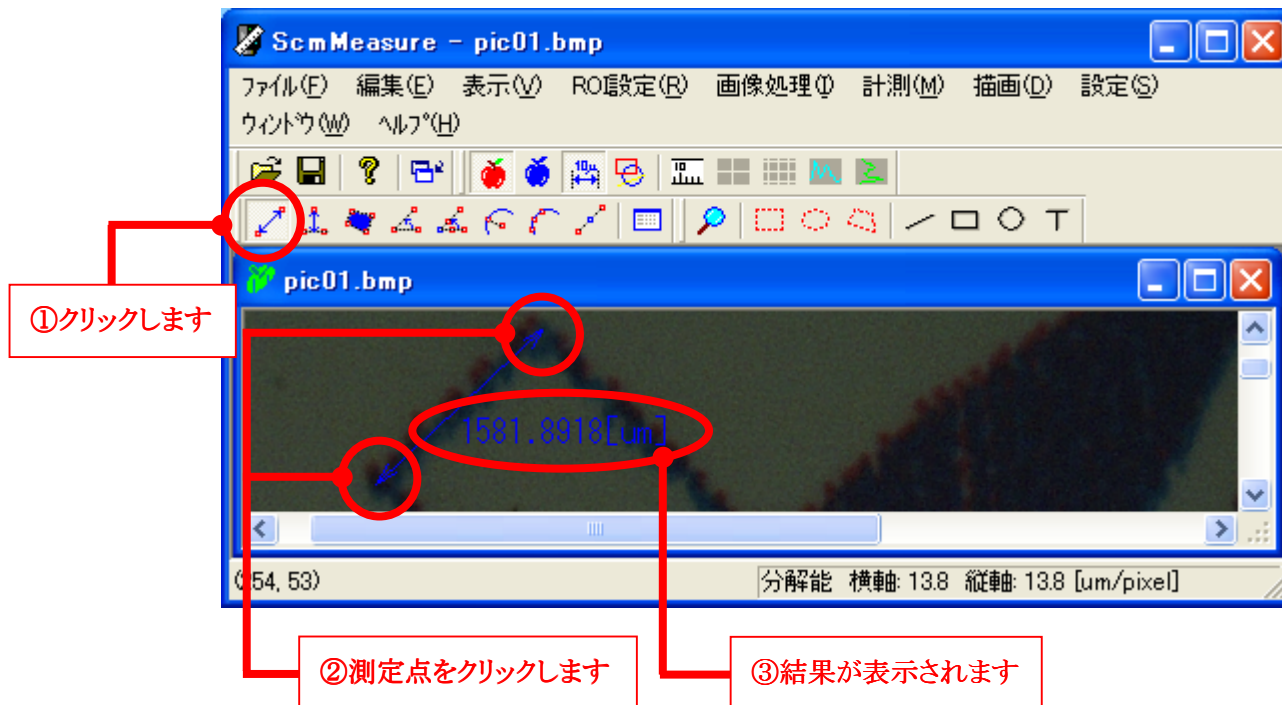 ScmMeasure - pic01.bmp
ファイル(F) 編集(E) 表示(V) ROI設定(R) 画像処理(I) 計測(M) 描画(D) 設定(S)
ウィンドウ(W) ヘルプ(H)
10μ
10
T
①クリックします
pic01.bmp
1581.8918[um]
(254, 53)
分解能 横軸: 13.8 縦軸: 13.8 [um/pixel]
②測定点をクリックします
③結果が表示されます